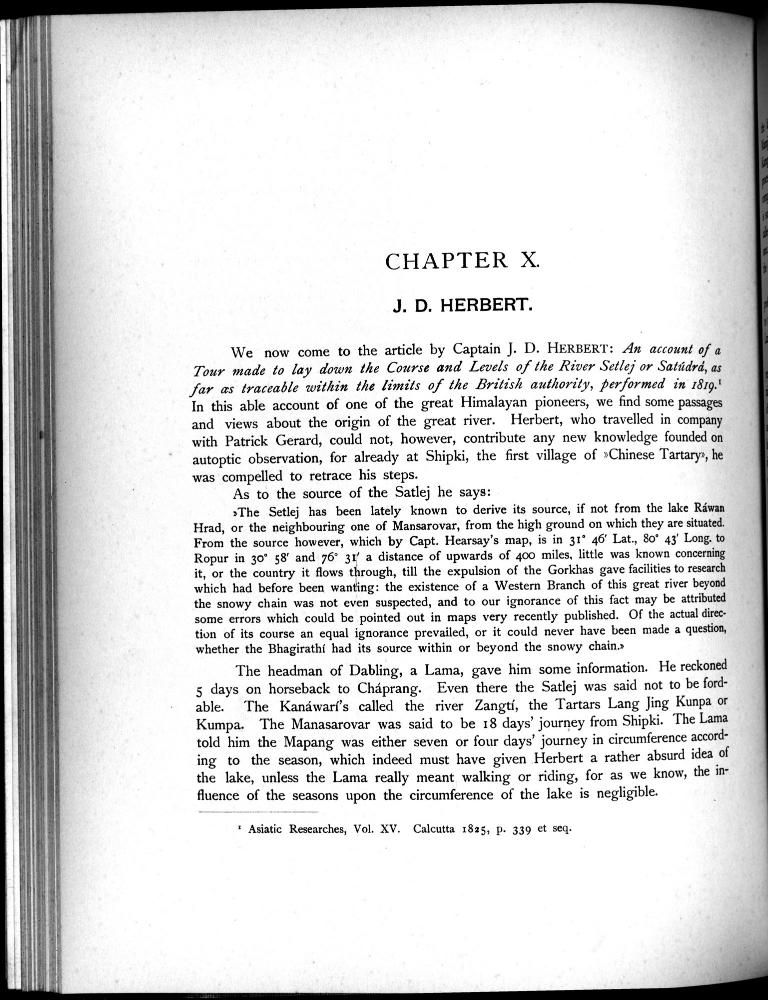 CHAPTER X.
J. D. HERBERT.
We now come to the article by Captain J. D. HERBERT: An account of a
Tour made to lay down the Course and Levels of the River Setlej or Satúdrá, as
far as traceable within the limits of the British authority, performed in 1819.¹
In this able account of one of the great Himalayan pioneers, we find some passages
and views about the origin of the great river. Herbert, who travelled in company
with Patrick Gerard, could not, however, contribute any new knowledge founded on
autoptic observation, for already at Shipki, the first village of »Chinese Tartary», he
was compelled to retrace his steps.
As to the source of the Satlej he says:
»The Setlej has been lately known to derive its source, if not from the lake Ráwan
Hrad, or the neighbouring one of Mansarovar, from the high ground on which they are situated.
From the source however, which by Capt. Hearsay's map, is in 31° 46′ Lat., 80° 43′ Long. to
Ropur in 30° 58′ and 76° 31′ a distance of upwards of 400 miles, little was known concerning
it, or the country it flows through, till the expulsion of the Gorkhas gave facilities to research
which had before been wanting: the existence of a Western Branch of this great river beyond
the snowy chain was not even suspected, and to our ignorance of this fact may be attributed
some errors which could be pointed out in maps very recently published. Of the actual direc-
tion of its course an equal ignorance prevailed, or it could never have been made a question,
whether the Bhagirathí had its source within or beyond the snowy chain.»
The headman of Dabling, a Lama, gave him some information. He reckoned
5 days on horseback to Cháprang. Even there the Satlej was said not to be ford-
able. The Kanáwarí's called the river Zangtí, the Tartars Lang Jing Kunpa or
Kumpa. The Manasarovar was said to be 18 days' journey from Shipki. The Lama
told him the Mapang was either seven or four days' journey in circumference accord-
ing to the season, which indeed must have given Herbert a rather absurd idea of
the lake, unless the Lama really meant walking or riding, for as we know, the in-
fluence of the seasons upon the circumference of the lake is negligible.
¹ Asiatic Researches, Vol. XV. Calcutta 1825, p. 339 et seq.